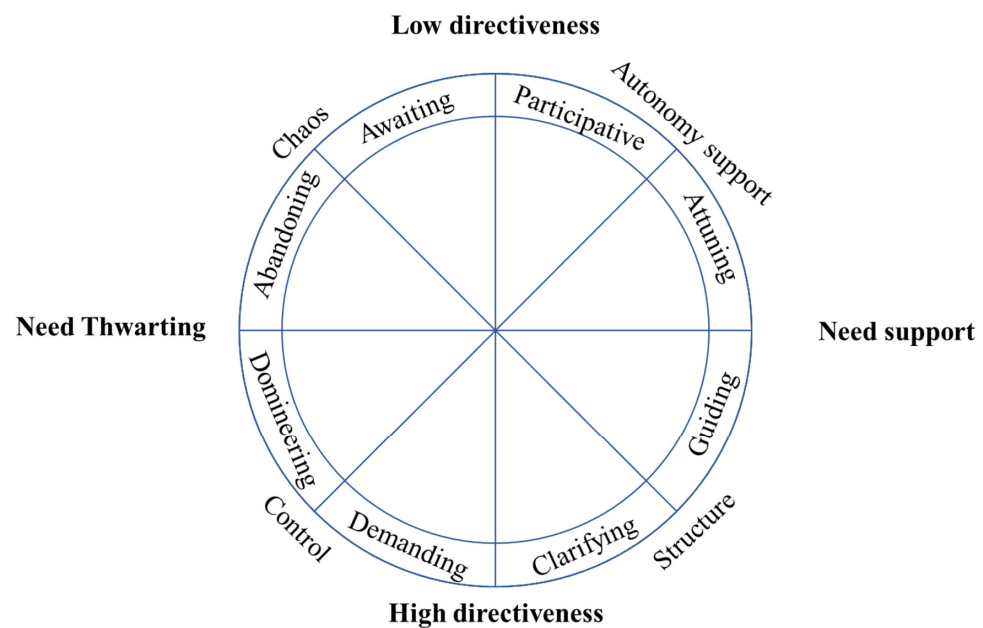 Low directiveness
Autonomy support
Chaos
Awaiting
Participative
Abandoning
Attuning
Need Thwarting
Need support
Domineering
Guiding
Control
Demanding
Clarifying
Structure
High directiveness